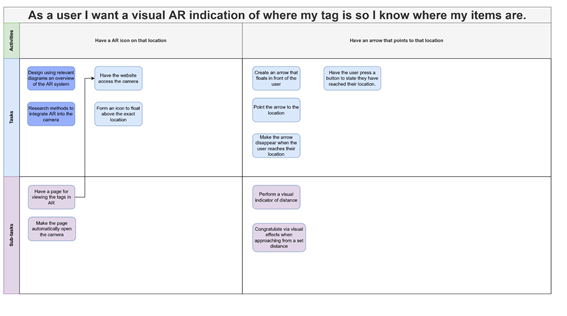 As a user I want a visual AR indication of where my tag is so I know where my items are.
Activities
Have a AR icon on that location
Have an arrow that points to that location
Tasks
Design using relevant
diagrams an overview
of the AR system
Have the website
access the camera
Research methods to
integrate AR into the
camera
Form an icon to float
above the exact
location
Create an arrow that
floats in front of the
user
Have the user press a
button to state they have
reached their location.
Point the arrow to the
location
Make the arrow
disappear when the
user reaches their
location
Sub-tasks
Have a page for
viewing the tags in
AR
Make the page
automatically open
the camera
Perform a visual
indicator of distance
Congratulate via visual
effects when
approaching from a set
distance